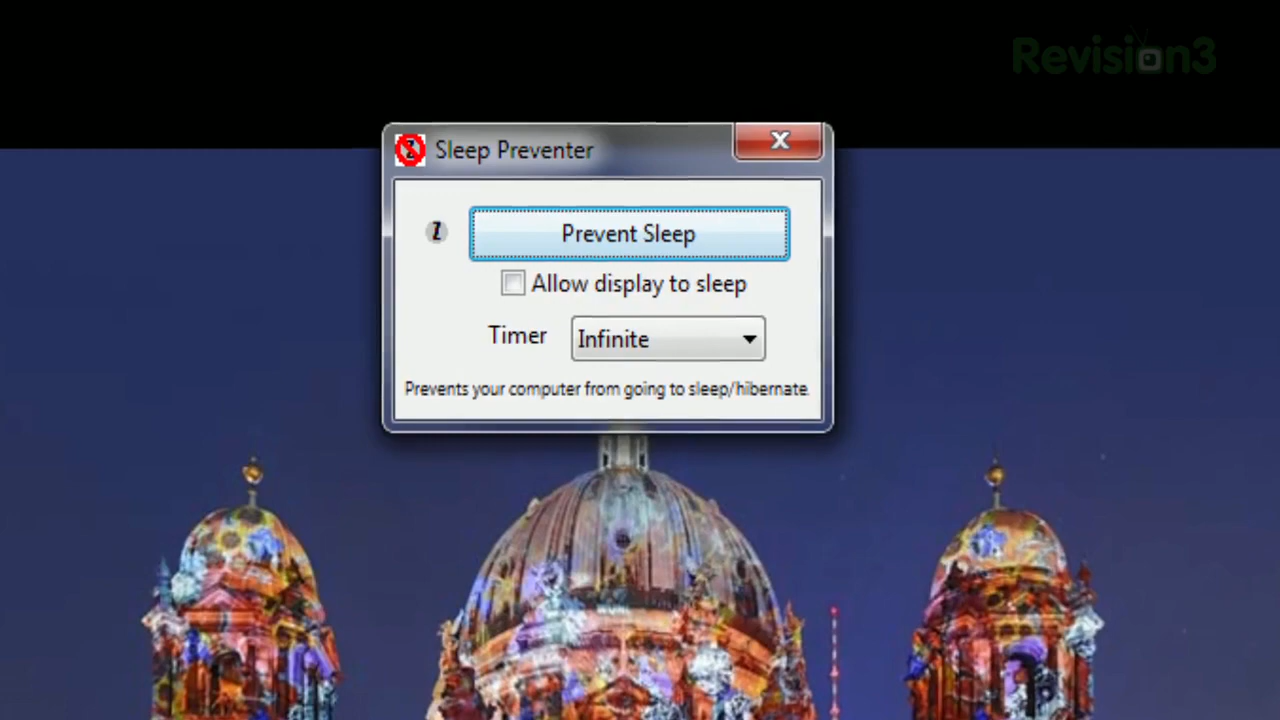 Revision3
Sleep Preventer
Z
Prevent Sleep
Allow display to sleep
Timer
Infinite
Prevents your computer from going to sleep/hibernate.